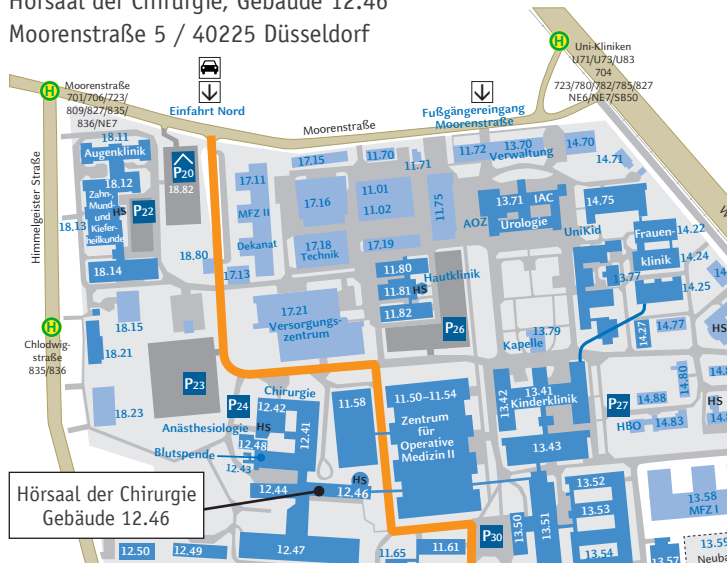 Hörsaal der Chirurgie, Gebäude 12.46
Moorenstraße 5 / 40225 Düsseldorf
H
Moorenstraße
701/706/723/
809/827/835/
836/NE7
Einfahrt Nord
Moorenstraße
Fußgängereingang
Moorenstraße
H
Uni-Kliniken
U71/U73/U83
704
723/780/782/785/827
NE6/NE7/SB50
Himmelgeister Straße
18.11
Augenklinik
18.12
Zahn-,
Mund-
und
Kiefer-
heilkunde
HS
18.13
18.14
P22
P20
18.82
18.80
17.11
MFZ II
Dekanat
17.13
17.15
17.16
17.18
Technik
11.70
11.71
11.01
11.02
17.19
11.75
11.72
13.70
Verwaltung
14.70
14.71
13.71
IAC
AOZ
Urologie
UniKid
14.75
Frauen-
klinik
14.22
14.24
14.25
13.77
11.80
11.81
HS
11.82
Hautklinik
P26
17.21
Versorgungs-
zentrum
13.79
Kapelle
14.27
14.77
HS
H
Chlodwig-
straße
835/836
18.15
18.21
18.23
P23
P24
Chirurgie
12.42
12.41
Anästhesiologie
HS
12.48
Blutspende
12.43
11.58
11.50–11.54
Zentrum
für
Operative
Medizin II
13.42
13.41
Kinderklinik
13.43
P27
14.88
14.80
HBO
14.83
HS
Hörsaal der Chirurgie
Gebäude 12.46
12.44
12.46
HS
12.50
12.49
12.47
11.65
11.61
P30
13.50
13.51
13.52
13.53
13.54
13.57
13.58
MFZ I
13.59